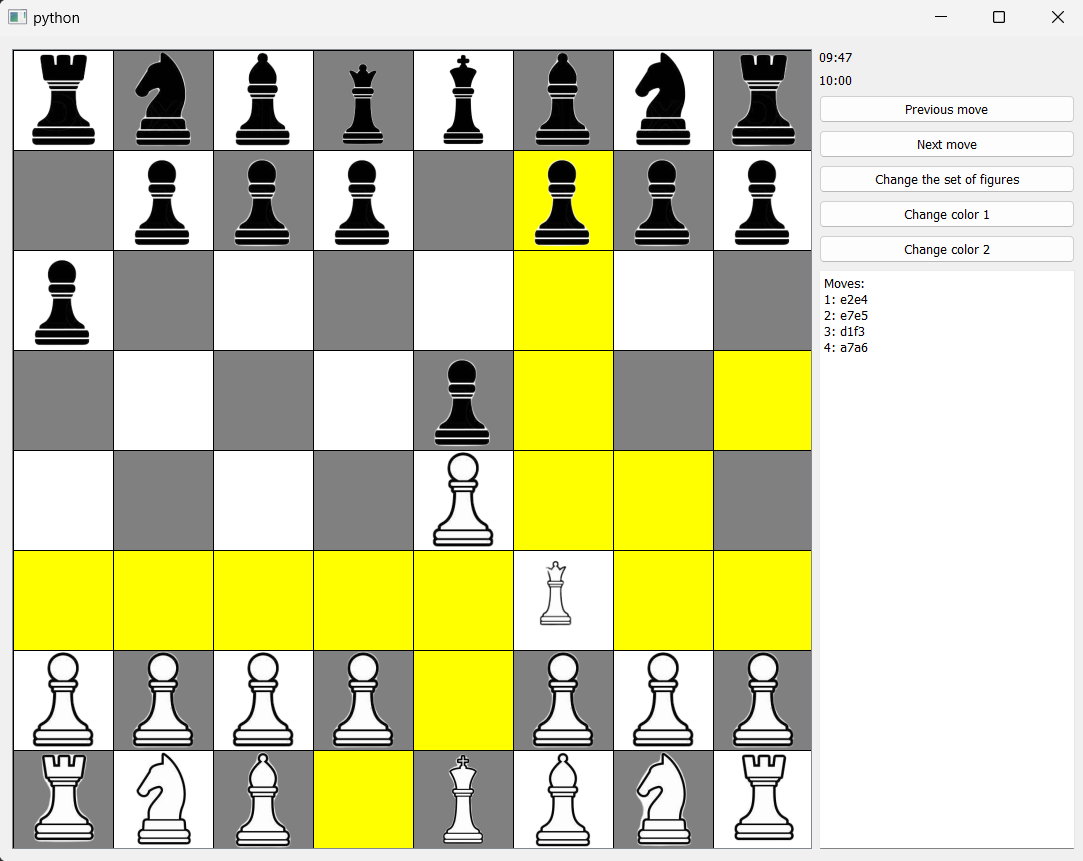 python
09:47
10:00
Previous move
Next move
Change the set of figures
Change color 1
Change color 2
Moves:
1: e2e4
2: e7e5
3: d1f3
4: a7a6